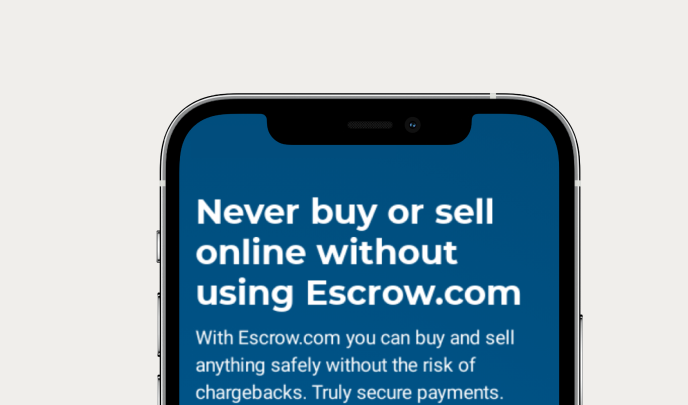 Never buy or sell
online without
using Escrow.com
With Escrow.com you can buy and sell
anything safely without the risk of
chargebacks. Truly secure payments.